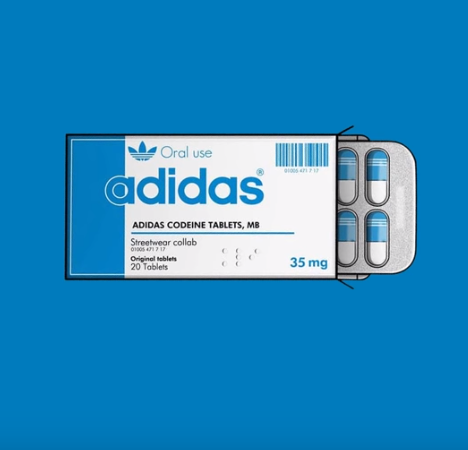 Oral use
adidas®
01005 471 7 17
ADIDAS CODEINE TABLETS, MB
Streetwear collab
01005 471 7 17
Original tablets
20 Tablets
35 mg